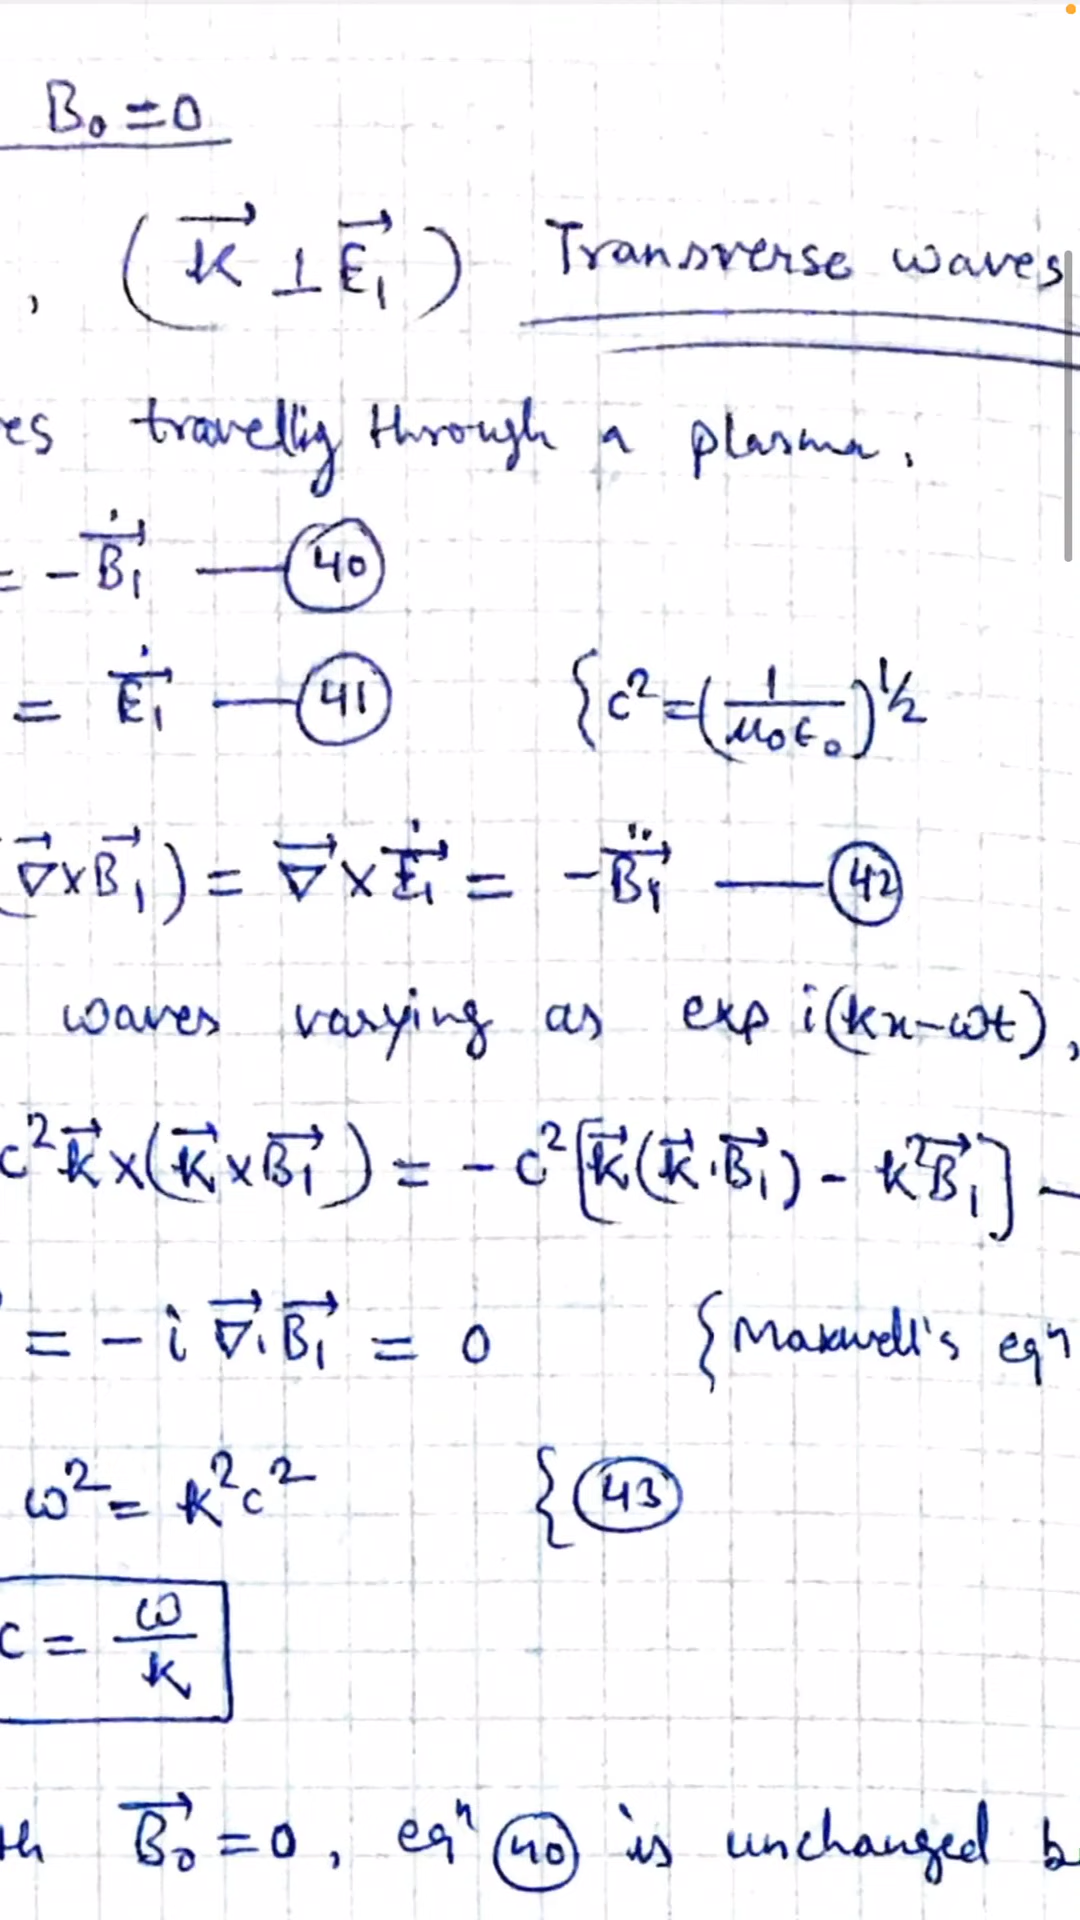 B₀ = 0
, (k⃗ ⊥ E⃗₁) Transverse waves
es travellig through a plasma.
= -Ḃ⃗₁ — 40
= Ė⃗₁ — 41 { c² = (1/μ₀ε₀)^1/2
(∇⃗×B⃗₁) = ∇⃗×Ė⃗₁ = -B̈⃗₁ — 42
waves varying as exp i(kx-ωt),
c²k⃗×(k⃗×B⃗₁) = -c²[k⃗(k⃗.B⃗₁) - k²B⃗₁] —
= -i ∇⃗.B⃗₁ = 0 { Maxwell's eqⁿ
ω² = k²c² { 43
c = ω/k
B⃗₀ = 0, eqⁿ 40 is unchanged b